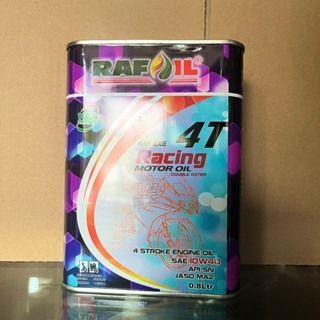 RAFOIL®
4T
Racing
MOTOR OIL
DOUBLE ESTER
4 STROKE ENGINE OIL
SAE 10W40
API SN
JASO MA2
0.8Ltr